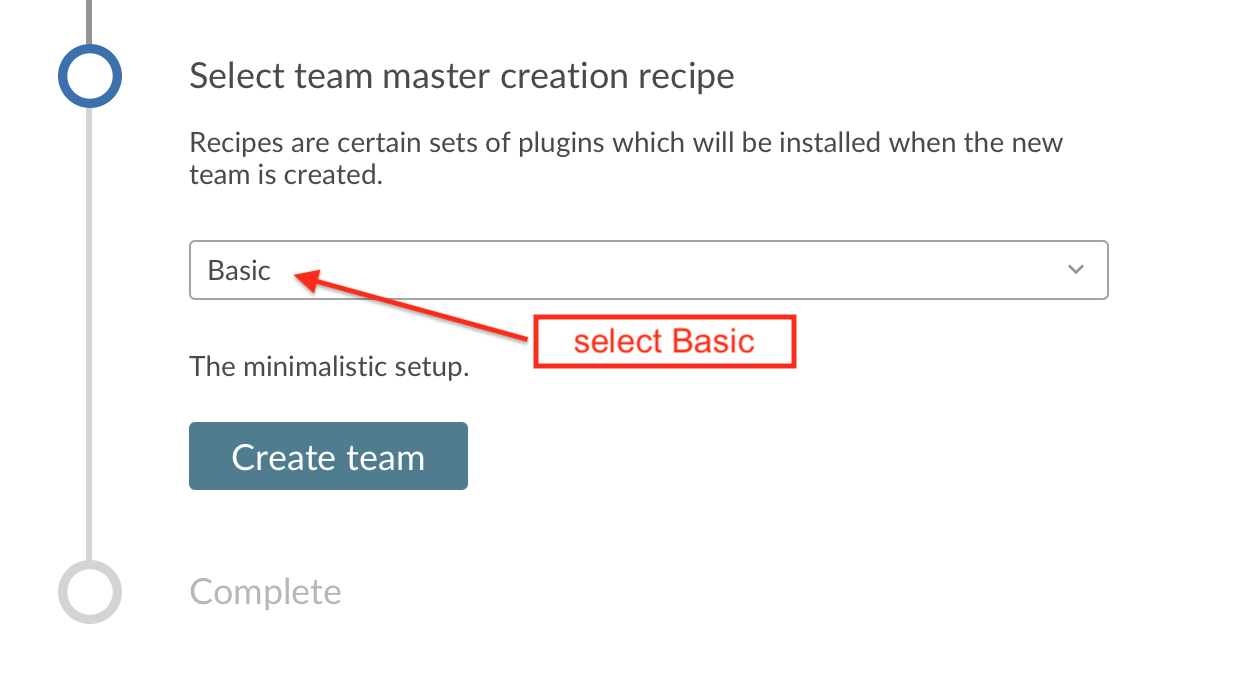 Select team master creation recipe
Recipes are certain sets of plugins which will be installed when the new
team is created.
Basic
select Basic
The minimalistic setup.
Create team
Complete